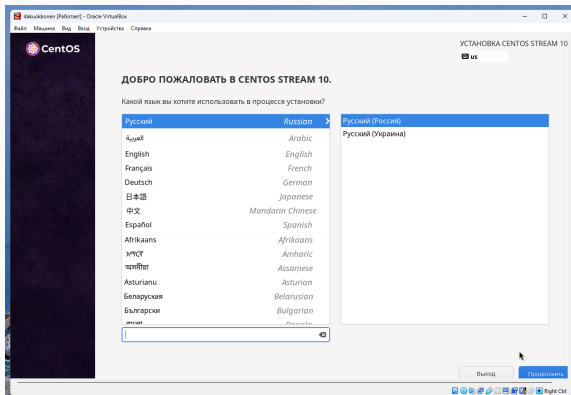 dakuokkonen [Работает] - Oracle VirtualBox
Файл Машина Вид Ввод Устройства Справка
CentOS
УСТАНОВКА CENTOS STREAM 10
us
ДОБРО ПОЖАЛОВАТЬ В CENTOS STREAM 10.
Какой язык вы хотите использовать в процессе установки?
Русский Russian
العربية Arabic
English English
Français French
Deutsch German
日本語 Japanese
中文 Mandarin Chinese
Español Spanish
Afrikaans Afrikaans
አማርኛ Amharic
অসমীয়া Assamese
Asturianu Asturian
Беларуская Belarusian
Български Bulgarian
Русский (Россия)
Русский (Украина)
Выход
Продолжить
Right Ctrl